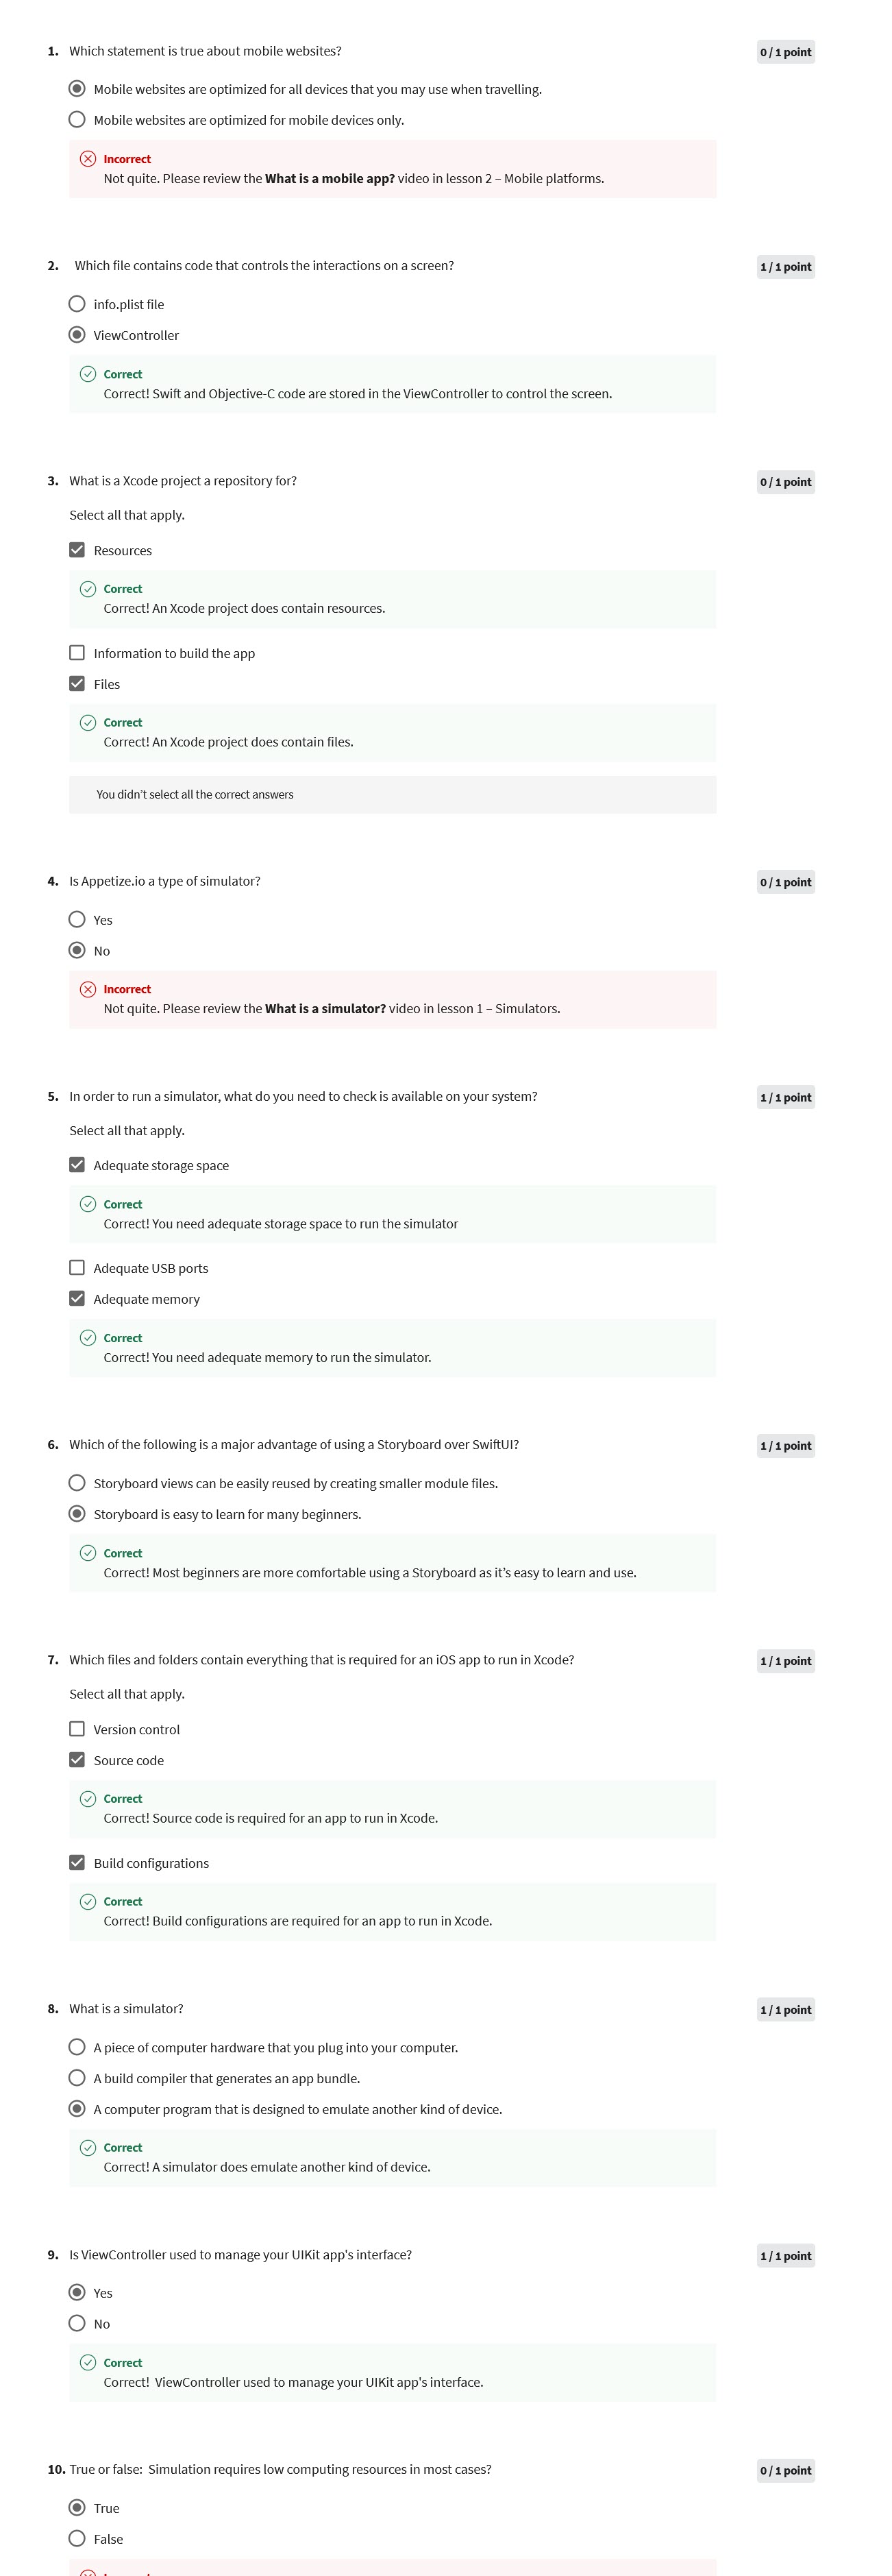 1. Which statement is true about mobile websites?
0 / 1 point
Mobile websites are optimized for all devices that you may use when travelling.
Mobile websites are optimized for mobile devices only.
Incorrect
Not quite. Please review the What is a mobile app? video in lesson 2 – Mobile platforms.
2. Which file contains code that controls the interactions on a screen?
1 / 1 point
info.plist file
ViewController
Correct
Correct! Swift and Objective-C code are stored in the ViewController to control the screen.
3. What is a Xcode project a repository for?
0 / 1 point
Select all that apply.
Resources
Correct
Correct! An Xcode project does contain resources.
Information to build the app
Files
Correct
Correct! An Xcode project does contain files.
You didn’t select all the correct answers
4. Is Appetize.io a type of simulator?
0 / 1 point
Yes
No
Incorrect
Not quite. Please review the What is a simulator? video in lesson 1 – Simulators.
5. In order to run a simulator, what do you need to check is available on your system?
1 / 1 point
Select all that apply.
Adequate storage space
Correct
Correct! You need adequate storage space to run the simulator
Adequate USB ports
Adequate memory
Correct
Correct! You need adequate memory to run the simulator.
6. Which of the following is a major advantage of using a Storyboard over SwiftUI?
1 / 1 point
Storyboard views can be easily reused by creating smaller module files.
Storyboard is easy to learn for many beginners.
Correct
Correct! Most beginners are more comfortable using a Storyboard as it’s easy to learn and use.
7. Which files and folders contain everything that is required for an iOS app to run in Xcode?
1 / 1 point
Select all that apply.
Version control
Source code
Correct
Correct! Source code is required for an app to run in Xcode.
Build configurations
Correct
Correct! Build configurations are required for an app to run in Xcode.
8. What is a simulator?
1 / 1 point
A piece of computer hardware that you plug into your computer.
A build compiler that generates an app bundle.
A computer program that is designed to emulate another kind of device.
Correct
Correct! A simulator does emulate another kind of device.
9. Is ViewController used to manage your UIKit app's interface?
1 / 1 point
Yes
No
Correct
Correct!  ViewController used to manage your UIKit app's interface.
10. True or false:  Simulation requires low computing resources in most cases?
0 / 1 point
True
False